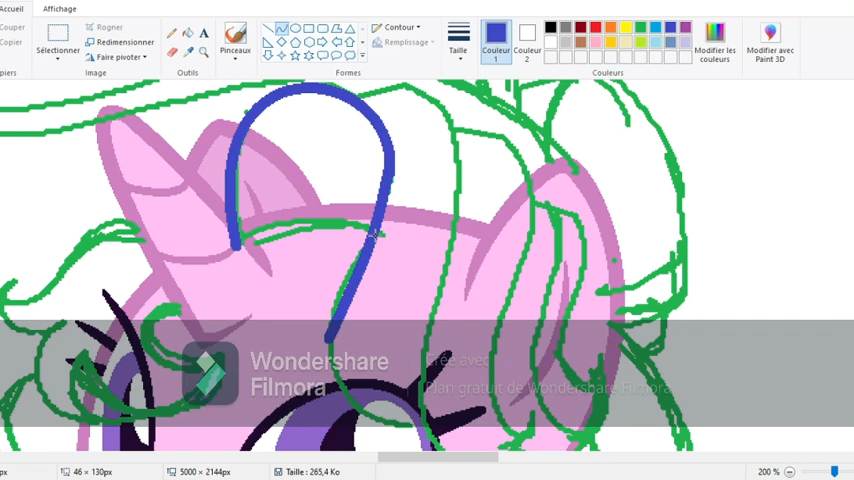 Accueil
Affichage
Couper
Copier
Sélectionner
Rogner
Redimensionner
Faire pivoter
Pinceaux
Contour
Remplissage
Taille
Couleur 1
Couleur 2
Modifier les couleurs
Modifier avec Paint 3D
piers
Image
Outils
Formes
Couleurs
Wondershare
Filmora
Créé avec
Plan gratuit de Wondershare Filmora
px
46 × 130px
5000 × 2144px
Taille : 265,4 Ko
200 %